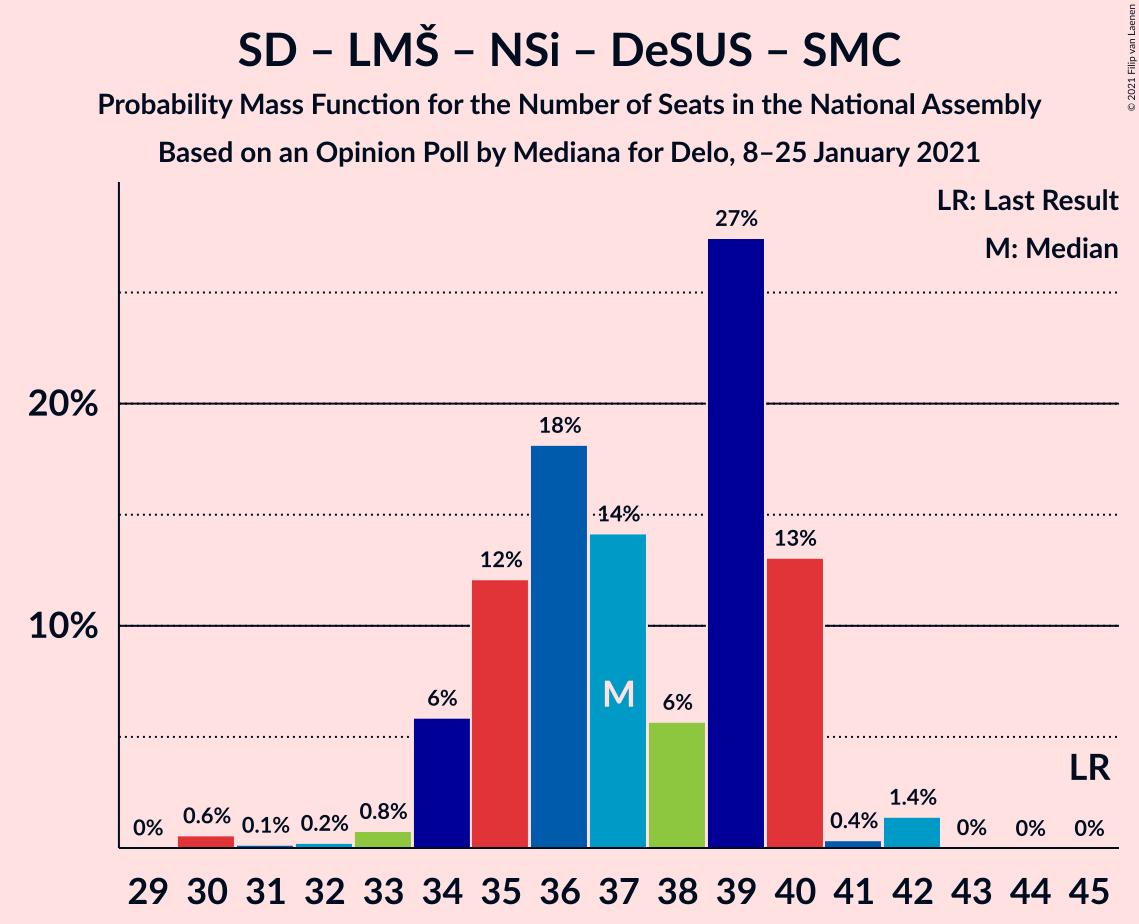 SD – LMŠ – NSi – DeSUS – SMC
Probability Mass Function for the Number of Seats in the National Assembly
Based on an Opinion Poll by Mediana for Delo, 8–25 January 2021
© 2021 Filip van Laenen
LR: Last Result
M: Median
20%
10%
0%
0.6%
0.1%
0.2%
0.8%
6%
12%
18%
14%
6%
27%
13%
0.4%
1.4%
0%
0%
0%
M
LR
29 30 31 32 33 34 35 36 37 38 39 40 41 42 43 44 45